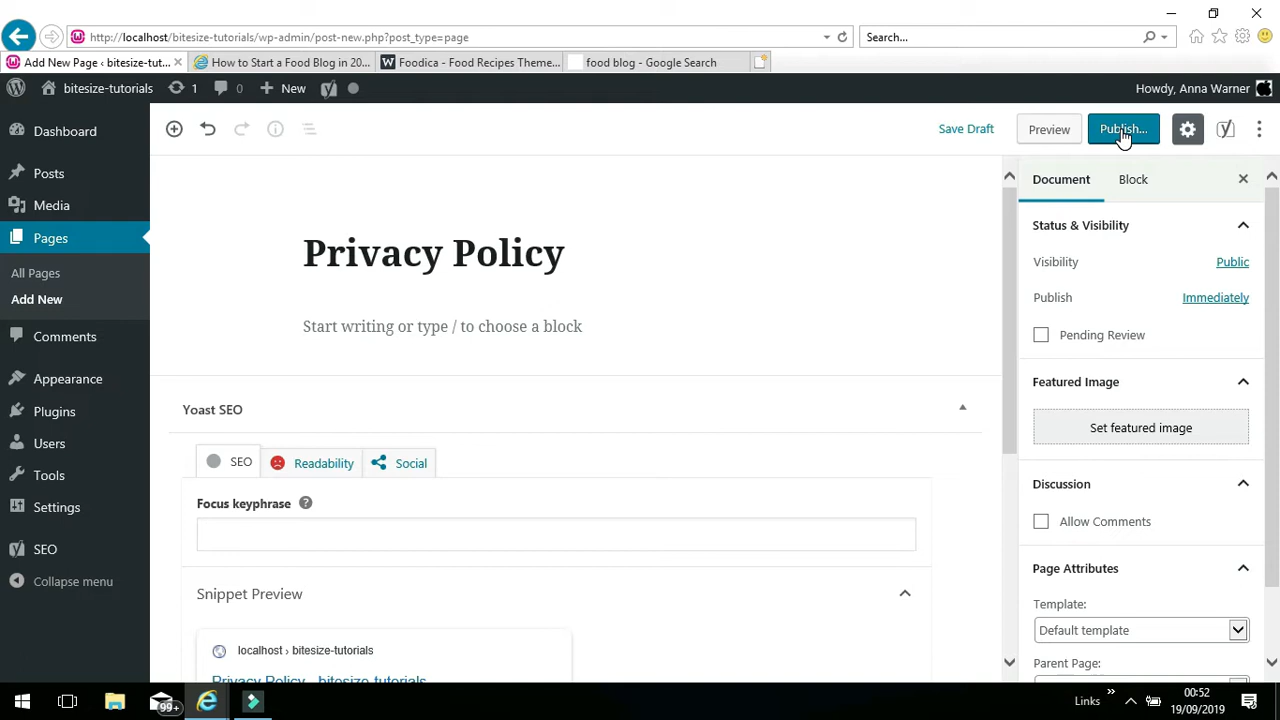 http://localhost/bitesize-tutorials/wp-admin/post-new.php?post_type=page
Search...
Add New Page ‹ bitesize-tut...
How to Start a Food Blog in 20...
Foodica - Food Recipes Theme...
food blog - Google Search
bitesize-tutorials
1
0
New
Howdy, Anna Warner
Dashboard
Posts
Media
Pages
All Pages
Add New
Comments
Appearance
Plugins
Users
Tools
Settings
SEO
Collapse menu
Save Draft
Preview
Publish...
Privacy Policy
Start writing or type / to choose a block
Yoast SEO
SEO
Readability
Social
Focus keyphrase
?
Snippet Preview
localhost › bitesize-tutorials
Privacy Policy - bitesize-tutorials
Document
Block
Status & Visibility
Visibility
Public
Publish
Immediately
Pending Review
Featured Image
Set featured image
Discussion
Allow Comments
Page Attributes
Template:
Default template
Parent Page:
99+
Links
00:52
19/09/2019